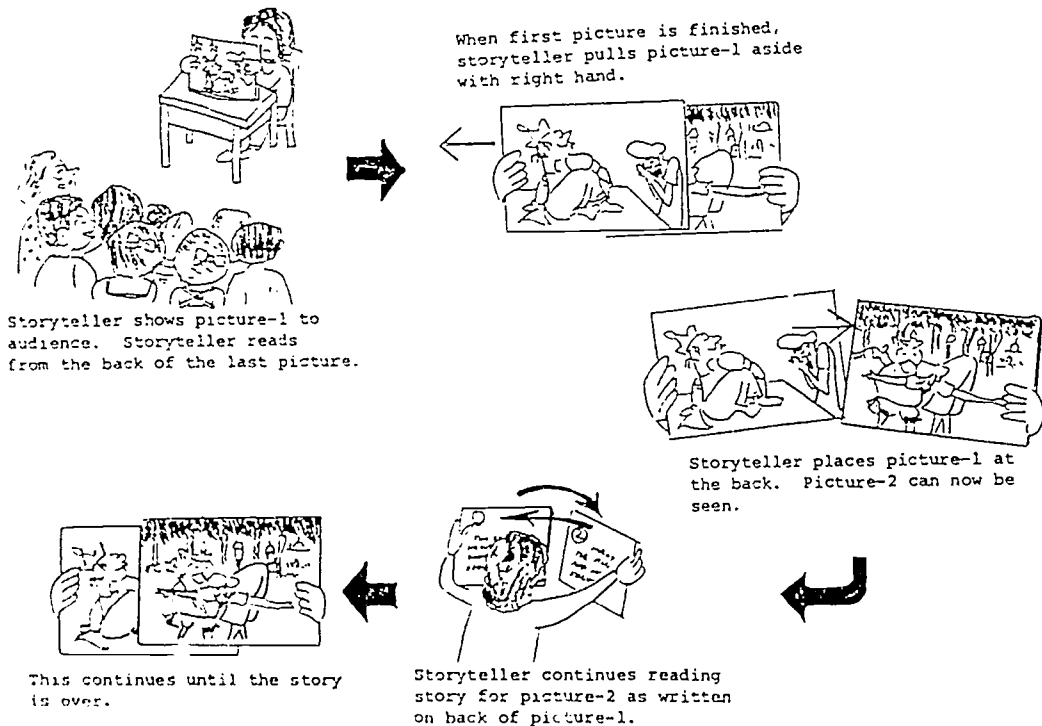 When first picture is finished,
storyteller pulls picture-1 aside
with right hand.
Storyteller shows picture-1 to
audience. Storyteller reads
from the back of the last picture.
Storyteller places picture-1 at
the back. Picture-2 can now be
seen.
Storyteller continues reading
story for picture-2 as written
on back of picture-1.
This continues until the story
is over.